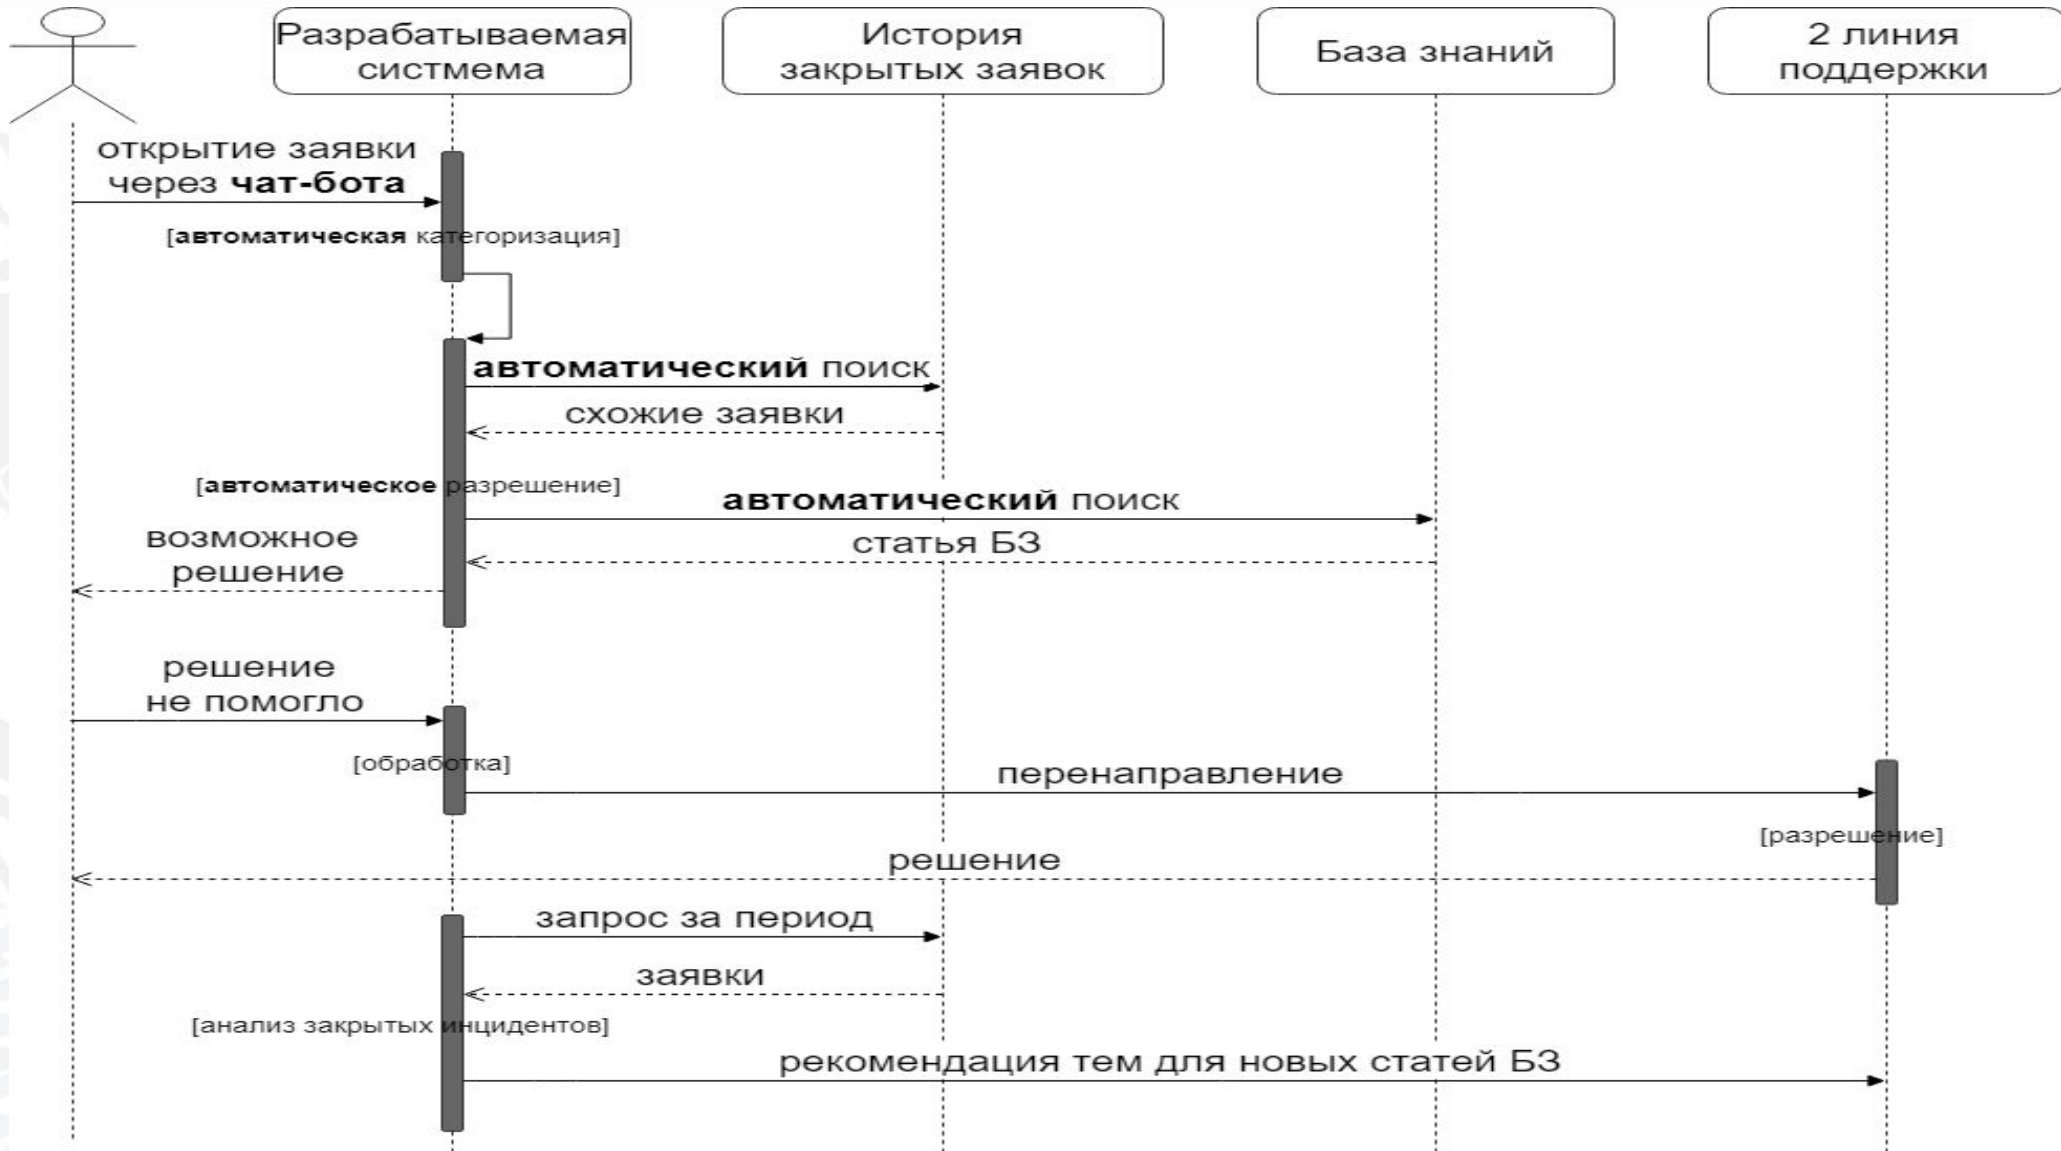 Разрабатываемая
систмема
История
закрытых заявок
База знаний
2 линия
поддержки
открытие заявки
через чат-бота
[автоматическая категоризация]
автоматический поиск
схожие заявки
[автоматическое разрешение]
автоматический поиск
статья БЗ
возможное
решение
решение
не помогло
[обработка]
перенаправление
[разрешение]
решение
запрос за период
заявки
[анализ закрытых инцидентов]
рекомендация тем для новых статей БЗ